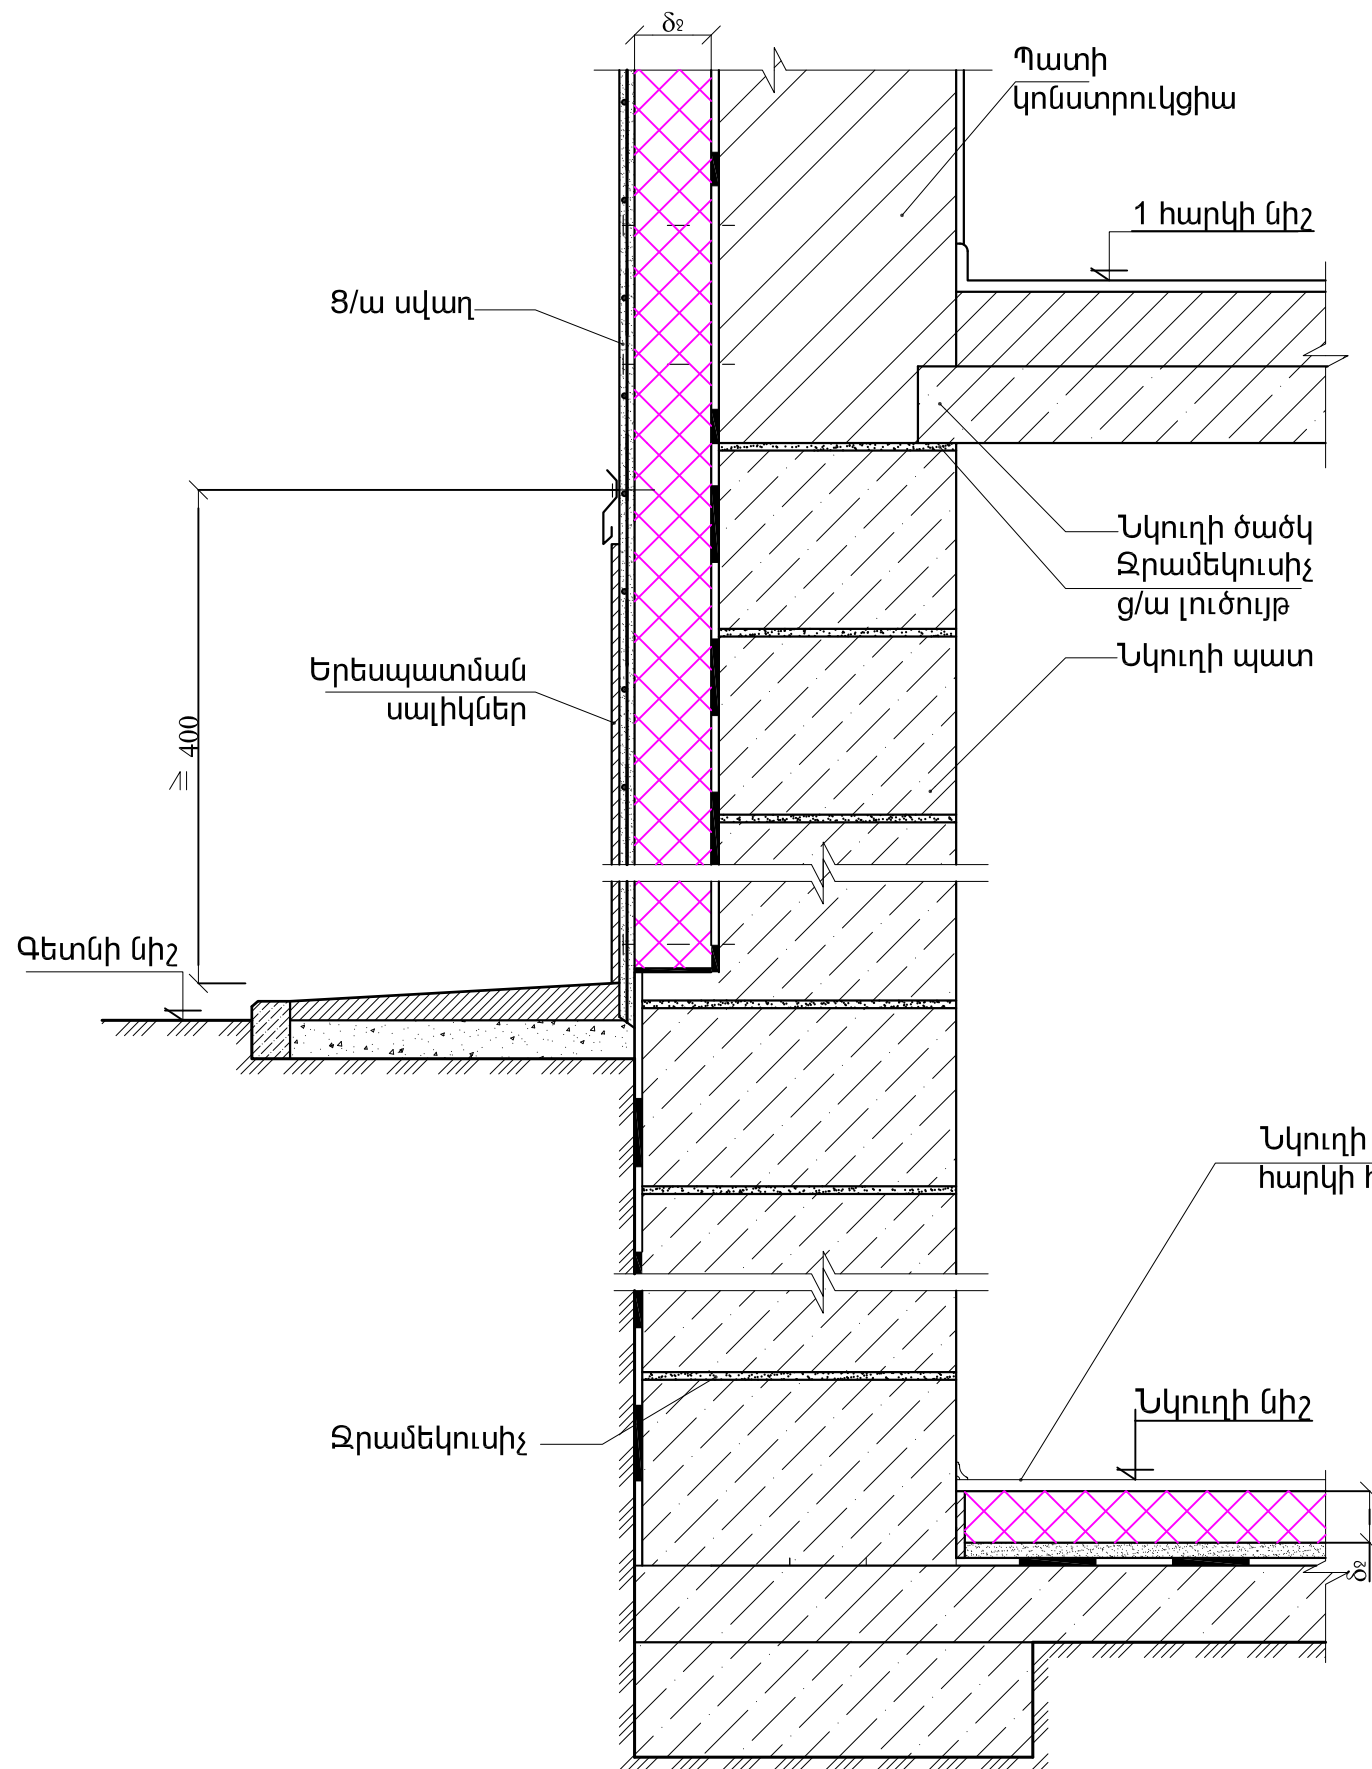 δ₂
Պատի
կոնստրուկցիա
1 հարկի նիշ
Ց/ա սվաղ
Նկուղի ծածկ
Ջրամեկուսիչ
ց/ա լուծույթ
Նկուղի պատ
Երեսպատման
սալիկներ
≥ 400
Գետնի նիշ
Նկուղի
հարկի
Նկուղի նիշ
Ջրամեկուսիչ
δ₂